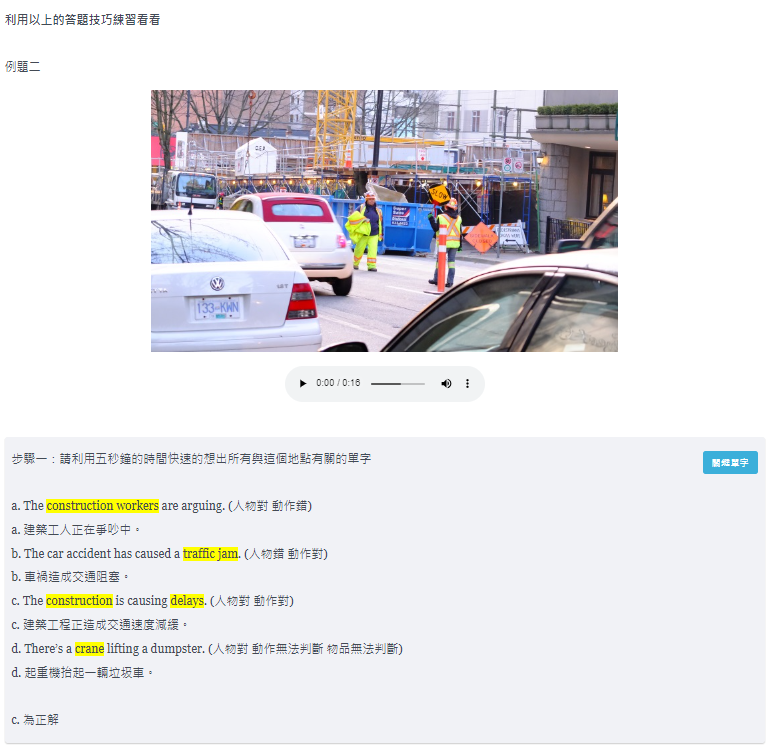 利用以上的答題技巧練習看看
例題二
SLOW
133-KWN
0:00 / 0:16
步驟一：請利用五秒鐘的時間快速的想出所有與這個地點有關的單字
關鍵單字
a. The construction workers are arguing. (人物對 動作錯)
a. 建築工人正在爭吵中。
b. The car accident has caused a traffic jam. (人物錯 動作對)
b. 車禍造成交通阻塞。
c. The construction is causing delays. (人物對 動作對)
c. 建築工程正造成交通速度減緩。
d. There’s a crane lifting a dumpster. (人物對 動作無法判斷 物品無法判斷)
d. 起重機抬起一輛垃圾車。
c. 為正解